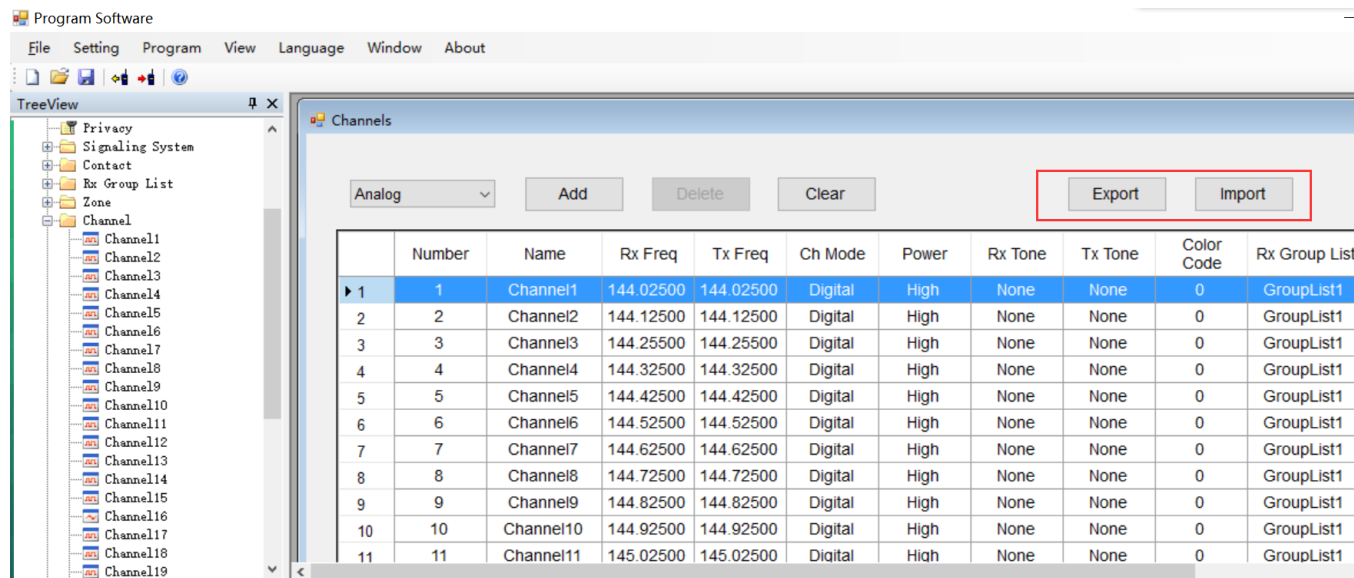 Program Software
File Setting Program View Language Window About
TreeView
Privacy
Signaling System
Contact
Rx Group List
Zone
Channel
Channel1
Channel2
Channel3
Channel4
Channel5
Channel6
Channel7
Channel8
Channel9
Channel10
Channel11
Channel12
Channel13
Channel14
Channel15
Channel16
Channel17
Channel18
Channel19
Channels
Analog Add Delete Clear Export Import
Number Name Rx Freq Tx Freq Ch Mode Power Rx Tone Tx Tone Color Code Rx Group List
1 1 Channel1 144.02500 144.02500 Digital High None None 0 GroupList1
2 2 Channel2 144.12500 144.12500 Digital High None None 0 GroupList1
3 3 Channel3 144.25500 144.25500 Digital High None None 0 GroupList1
4 4 Channel4 144.32500 144.32500 Digital High None None 0 GroupList1
5 5 Channel5 144.42500 144.42500 Digital High None None 0 GroupList1
6 6 Channel6 144.52500 144.52500 Digital High None None 0 GroupList1
7 7 Channel7 144.62500 144.62500 Digital High None None 0 GroupList1
8 8 Channel8 144.72500 144.72500 Digital High None None 0 GroupList1
9 9 Channel9 144.82500 144.82500 Digital High None None 0 GroupList1
10 10 Channel10 144.92500 144.92500 Digital High None None 0 GroupList1
11 11 Channel11 145.02500 145.02500 Digital High None None 0 GroupList1